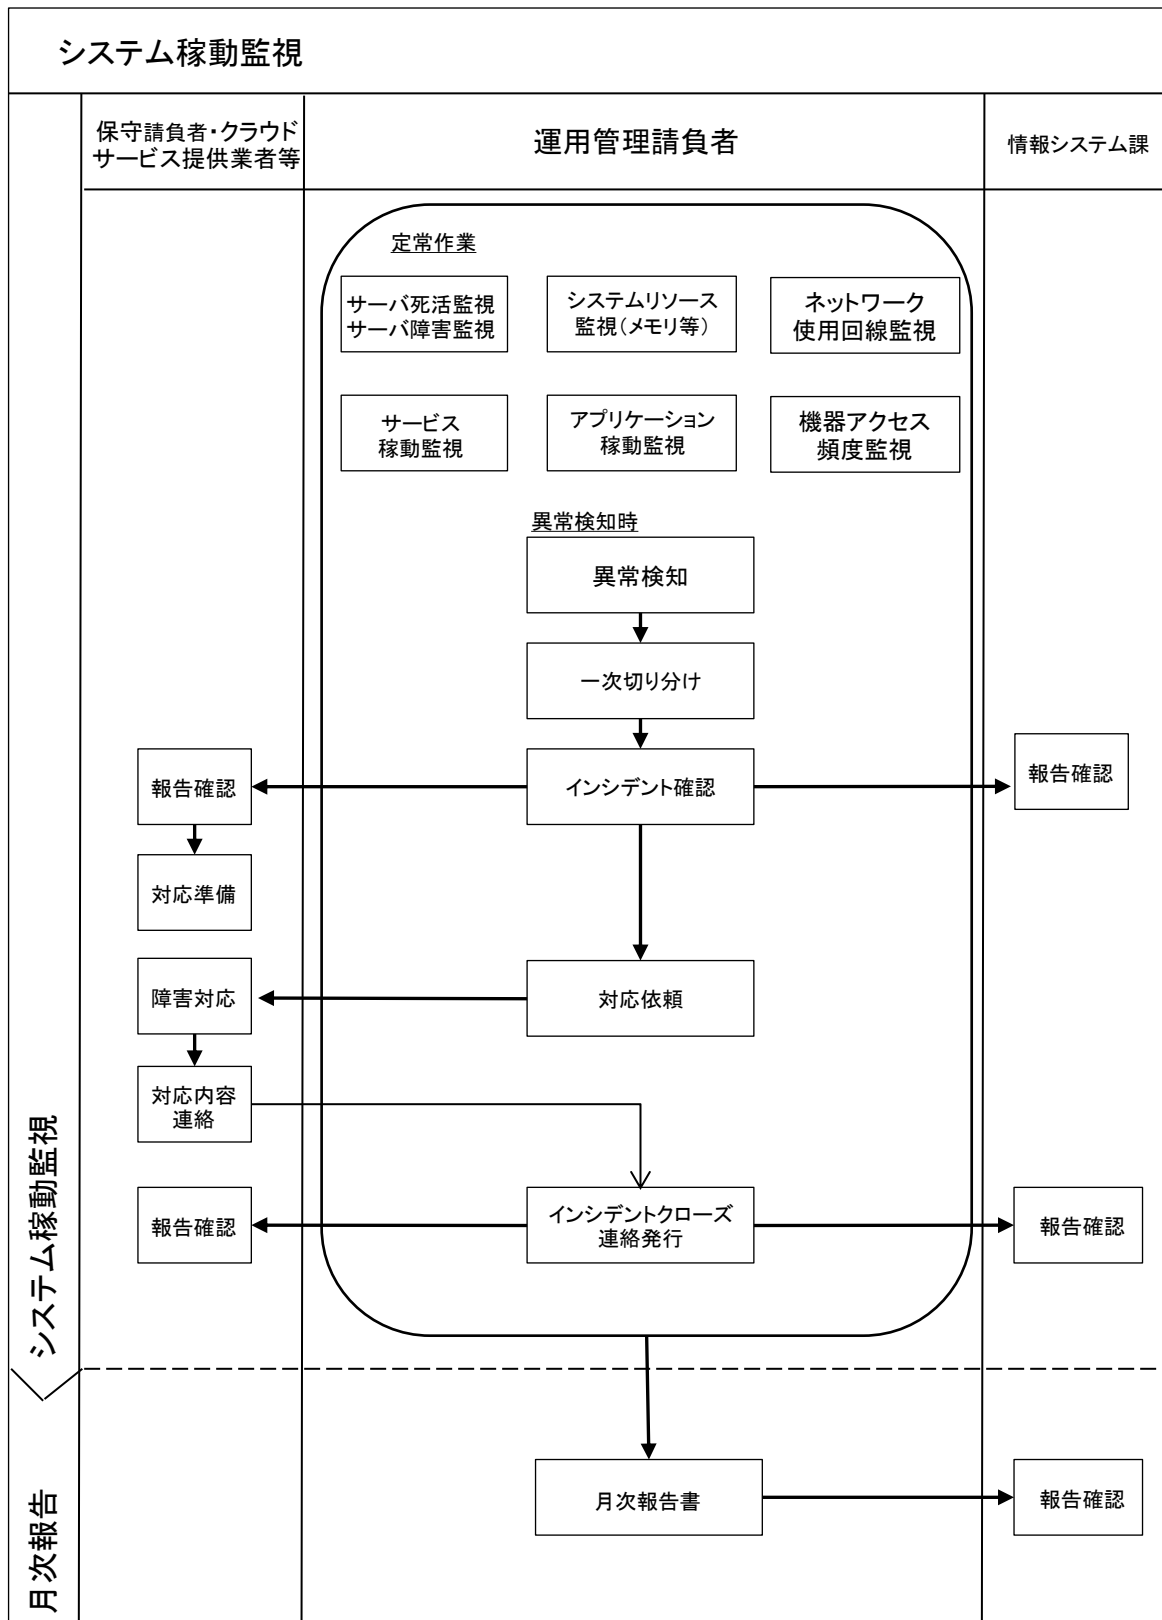 システム稼動監視
保守請負者・クラウド
サービス提供業者等
運用管理請負者
情報システム課
定常作業
サーバ死活監視
サーバ障害監視
システムリソース
監視(メモリ等)
ネットワーク
使用回線監視
サービス
稼動監視
アプリケーション
稼動監視
機器アクセス
頻度監視
異常検知時
異常検知
一次切り分け
報告確認
インシデント確認
報告確認
対応準備
障害対応
対応依頼
対応内容
連絡
報告確認
インシデントクローズ
連絡発行
報告確認
システム稼動監視
月次報告書
報告確認
月次報告